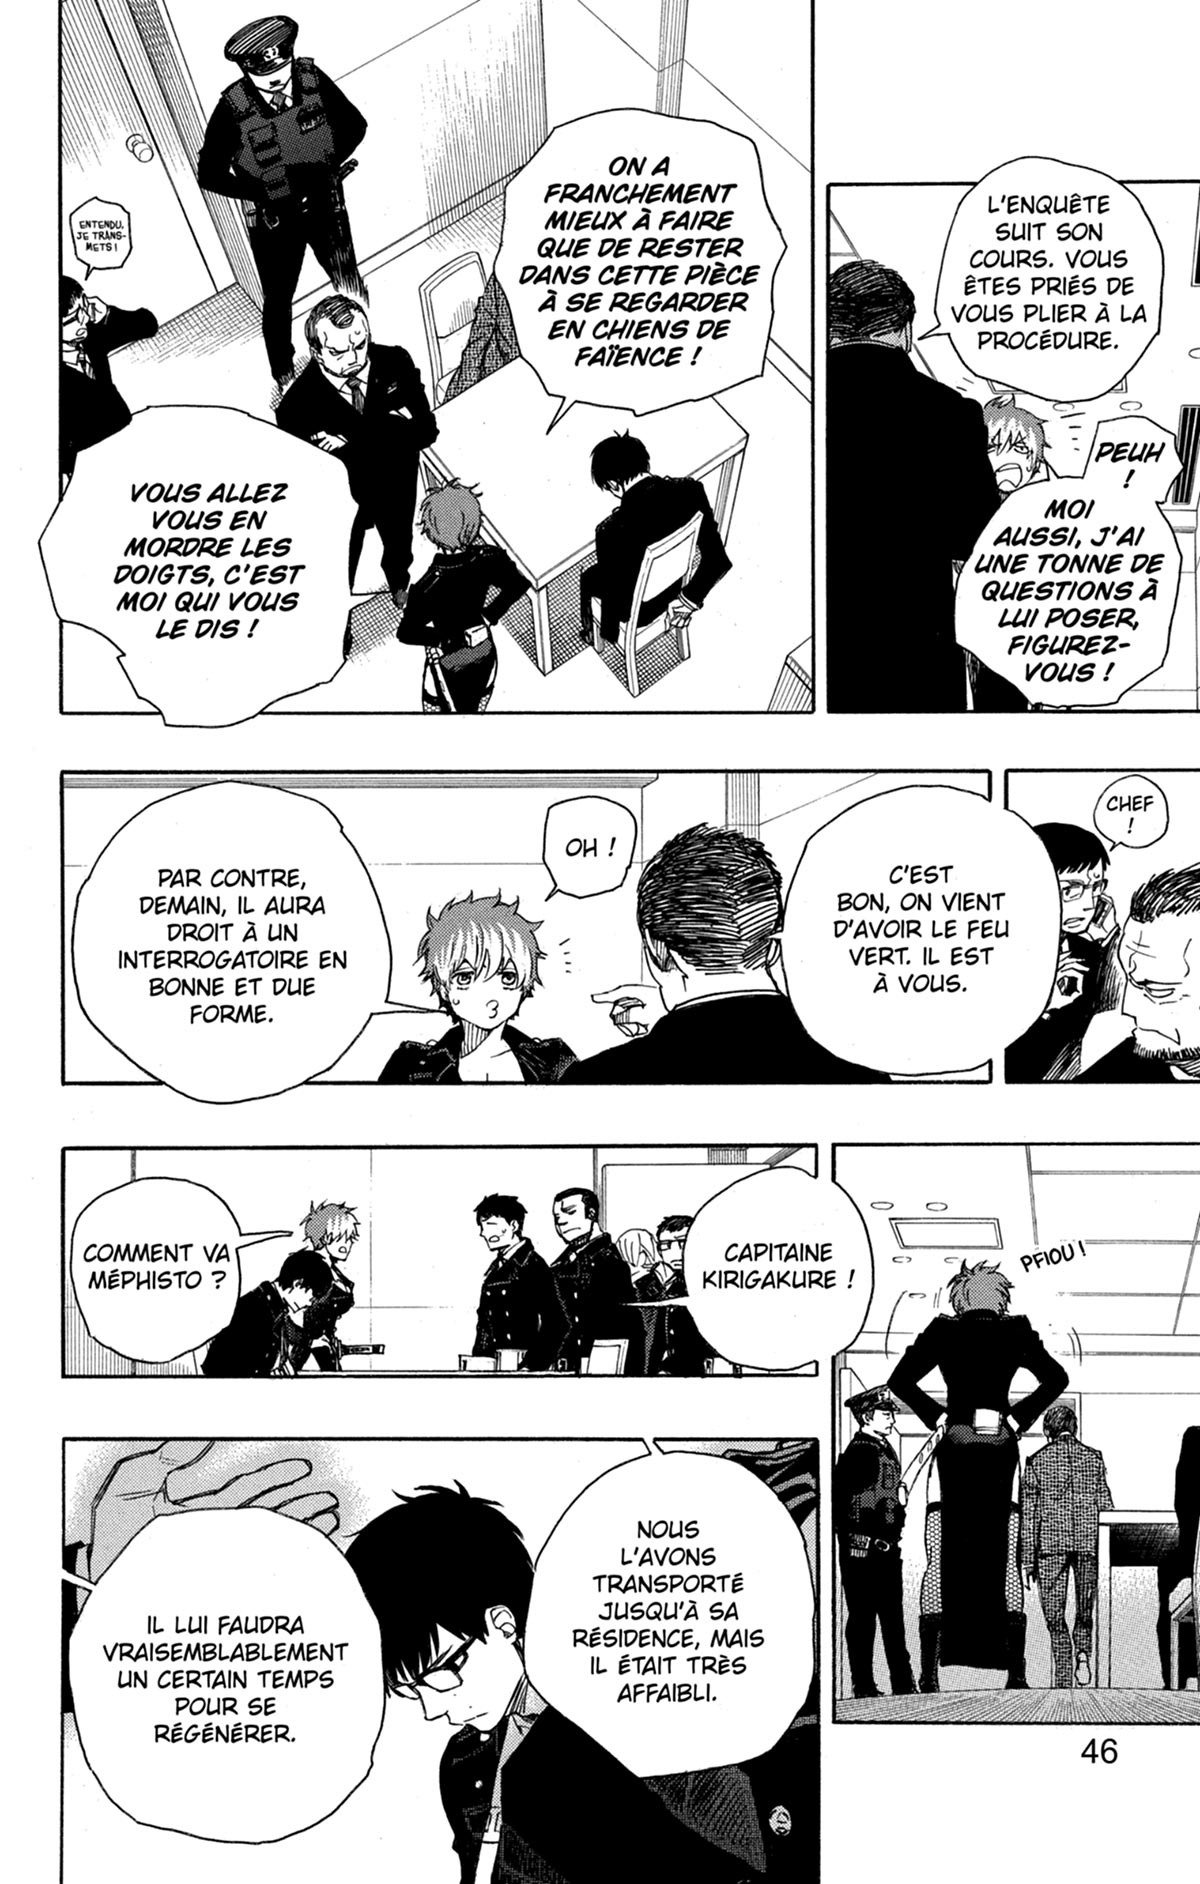 L'ENQUÊTE
SUIT SON
COURS. VOUS
ÊTES PRIÉS DE
VOUS PLIER À LA
PROCÉDURE.
PEUH
!
MOI
AUSSI, J'AI
UNE TONNE DE
QUESTIONS À
LUI POSER,
FIGUREZ-
VOUS !
ON A
FRANCHEMENT
MIEUX À FAIRE
QUE DE RESTER
DANS CETTE PIÈCE
À SE REGARDER
EN CHIENS DE
FAÏENCE !
VOUS ALLEZ
VOUS EN
MORDRE LES
DOIGTS, C'EST
MOI QUI VOUS
LE DIS !
ENTENDU,
JE TRANS-
METS !
CHEF
!
C'EST
BON, ON VIENT
D'AVOIR LE FEU
VERT. IL EST
À VOUS.
OH !
PAR CONTRE,
DEMAIN, IL AURA
DROIT À UN
INTERROGATOIRE EN
BONNE ET DUE
FORME.
PFIOU !
CAPITAINE
KIRIGAKURE !
COMMENT VA
MÉPHISTO ?
NOUS
L'AVONS
TRANSPORTÉ
JUSQU'À SA
RÉSIDENCE, MAIS
IL ÉTAIT TRÈS
AFFAIBLI.
IL LUI FAUDRA
VRAISEMBLABLEMENT
UN CERTAIN TEMPS
POUR SE
RÉGÉNÉRER.
46